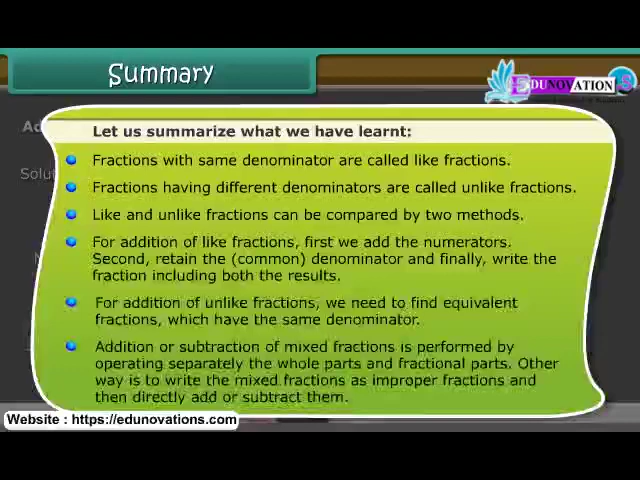 Summary
EDUNOVATIONS
Let us summarize what we have learnt:
Fractions with same denominator are called like fractions.
Fractions having different denominators are called unlike fractions.
Like and unlike fractions can be compared by two methods.
For addition of like fractions, first we add the numerators.
Second, retain the (common) denominator and finally, write the
fraction including both the results.
For addition of unlike fractions, we need to find equivalent
fractions, which have the same denominator.
Addition or subtraction of mixed fractions is performed by
operating separately the whole parts and fractional parts. Other
way is to write the mixed fractions as improper fractions and
then directly add or subtract them.
Website : https://edunovations.com